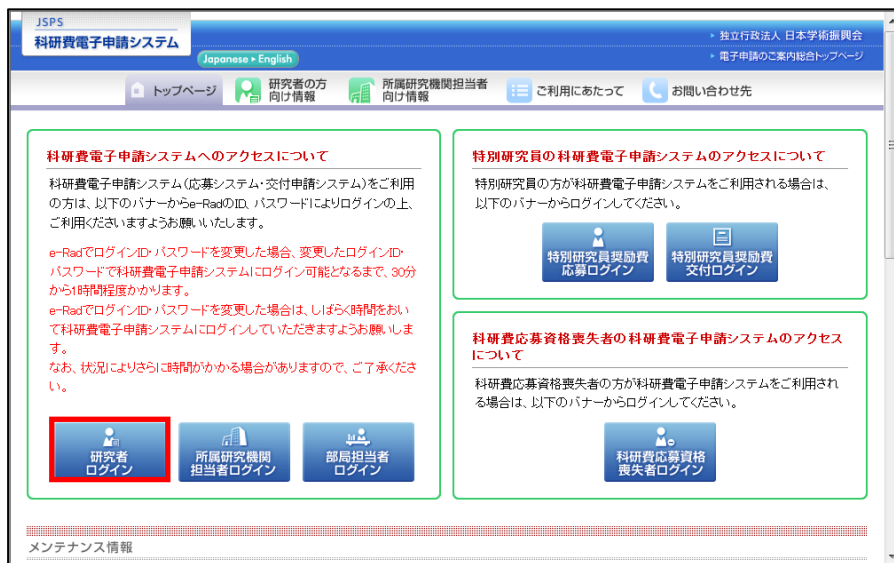 JSPS
科研費電子申請システム
Japanese ▸ English
独立行政法人 日本学術振興会
電子申請のご案内総合トップページ
トップページ
研究者の方
向け情報
所属研究機関担当者
向け情報
ご利用にあたって
お問い合わせ先
科研費電子申請システムへのアクセスについて
科研費電子申請システム(応募システム・交付申請システム)をご利用
の方は、以下のバナーからe-RadのID、パスワードによりログインの上、
ご利用くださいますようお願いいたします。
e-RadでログインID・パスワードを変更した場合、変更したログインID・
パスワードで科研費電子申請システムにログイン可能となるまで、30分
から1時間程度かかります。
e-RadでログインID・パスワードを変更した場合は、しばらく時間をおい
て科研費電子申請システムにログインしていただきますようお願いしま
す。
なお、状況によりさらに時間がかかる場合がありますので、ご了承くださ
い。
研究者
ログイン
所属研究機関
担当者ログイン
部局担当者
ログイン
特別研究員の科研費電子申請システムのアクセスについて
特別研究員の方が科研費電子申請システムをご利用される場合は、
以下のバナーからログインしてください。
特別研究員奨励費
応募ログイン
特別研究員奨励費
交付ログイン
科研費応募資格喪失者の科研費電子申請システムのアクセス
について
科研費応募資格喪失者の方が科研費電子申請システムをご利用され
る場合は、以下のバナーからログインしてください。
科研費応募資格
喪失者ログイン
メンテナンス情報